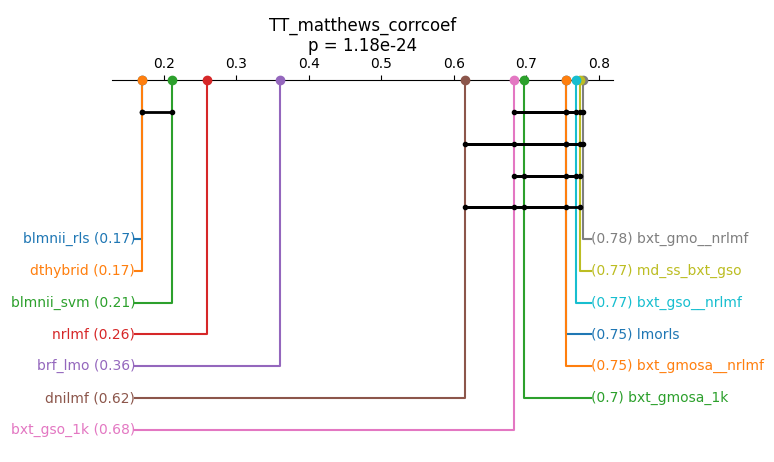 TT_matthews_corrcoef
p = 1.18e-24
0.2 0.3 0.4 0.5 0.6 0.7 0.8
blmnii_rls (0.17)
(0.78) bxt_gmo__nrlmf
dthybrid (0.17)
(0.77) md_ss_bxt_gso
blmnii_svm (0.21)
(0.77) bxt_gso__nrlmf
nrlmf (0.26)
(0.75) lmorls
brf_lmo (0.36)
(0.75) bxt_gmosa__nrlmf
dnilmf (0.62)
(0.7) bxt_gmosa_1k
bxt_gso_1k (0.68)